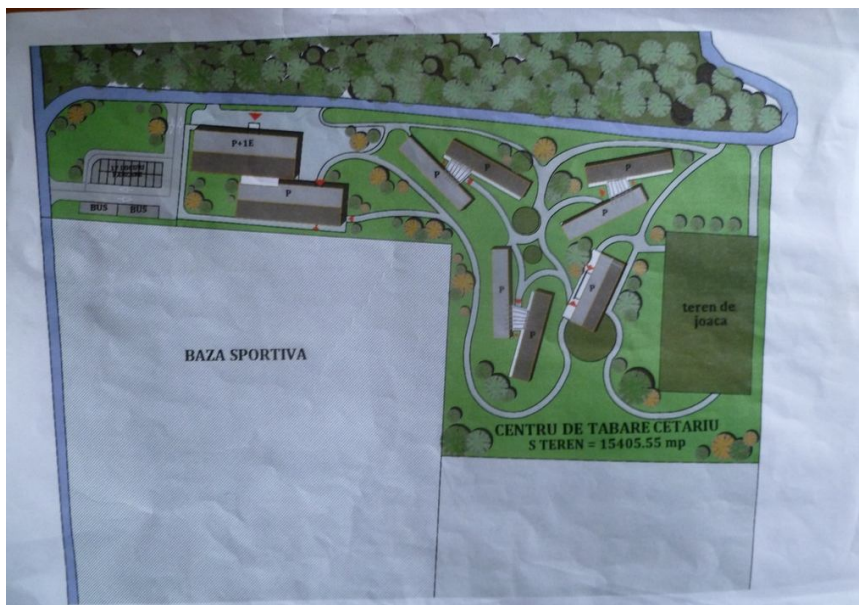 P+1E
P
P
P
P
P
BUS BUS
P
P
P
teren de
joaca
BAZA SPORTIVA
CENTRU DE TABARE CETARIU
S TEREN = 15405.55 mp